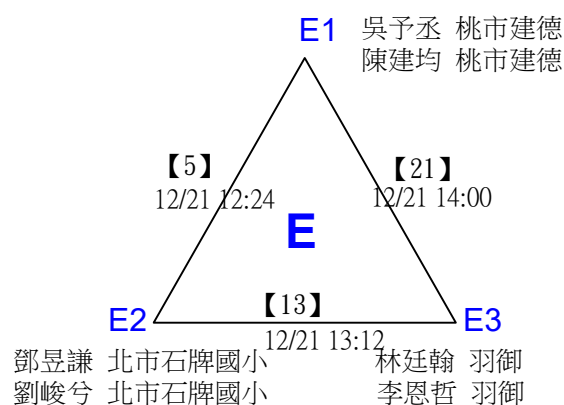 E1 吳予丞 桃市建德
陳建均 桃市建德
【5】 【21】
12/21 12:24 12/21 14:00
E
【13】
E2 E3
12/21 13:12
鄧昱謙 北市石牌國小 林廷翰 羽御
劉峻兮 北市石牌國小 李恩哲 羽御